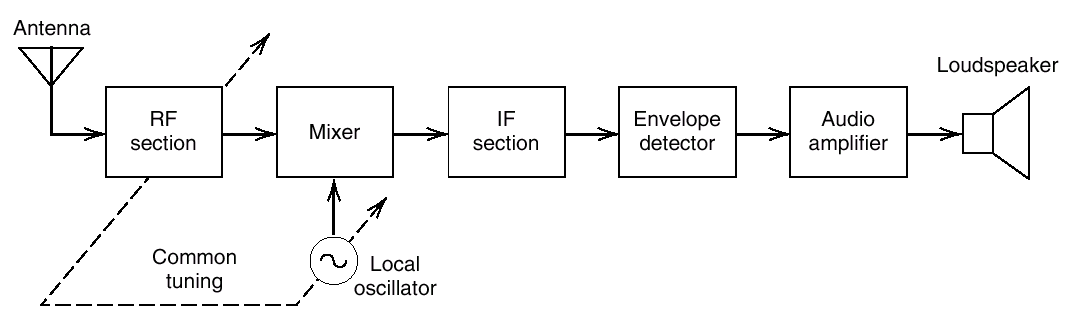 Antenna
Loudspeaker
RF
section
Mixer
IF
section
Envelope
detector
Audio
amplifier
Common
tuning
Local
oscillator